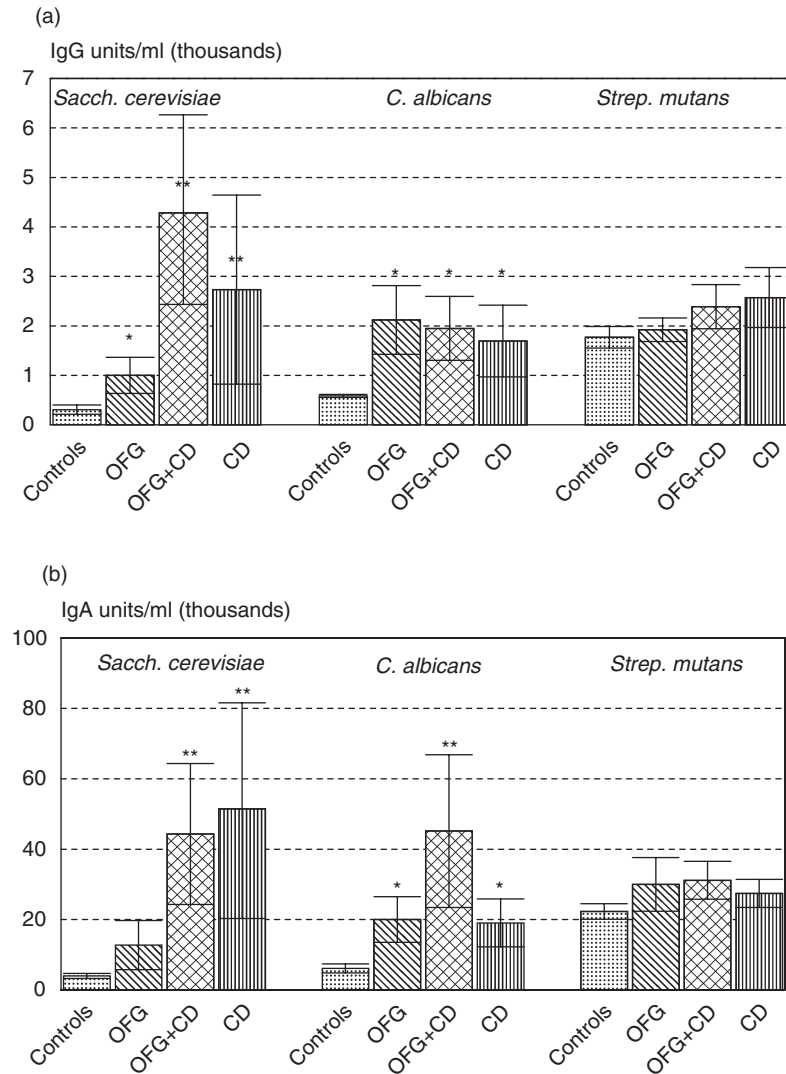 (a)
IgG units/ml (thousands)
7
Sacch. cerevisiae C. albicans Strep. mutans
6
5
4
**
3
**
* * *
2
*
1
0
Controls OFG OFG+CD CD Controls OFG OFG+CD CD Controls OFG OFG+CD CD
(b)
IgA units/ml (thousands)
100
Sacch. cerevisiae C. albicans Strep. mutans
** 
80
** **
60
40
* *
20
0
Controls OFG OFG+CD CD Controls OFG OFG+CD CD Controls OFG OFG+CD CD